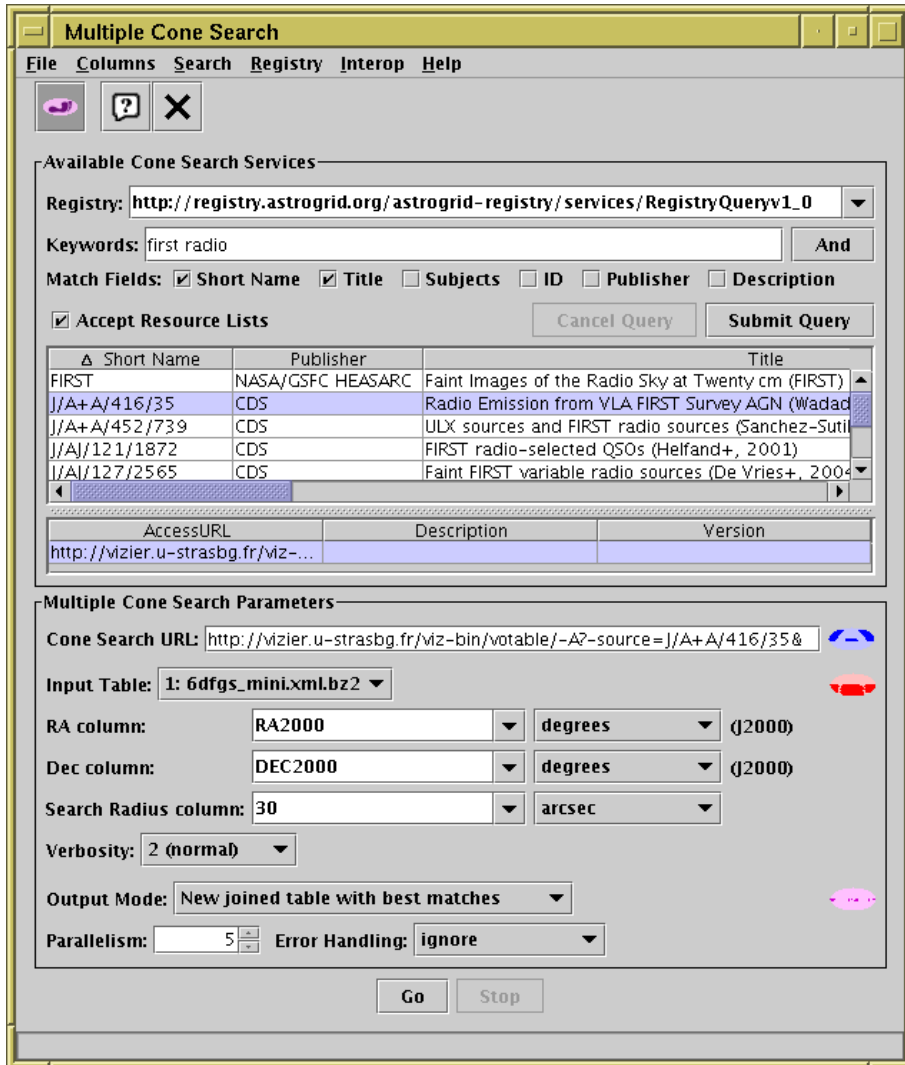 Multiple Cone Search
File Columns Search Registry Interop Help
Available Cone Search Services
Registry: http://registry.astrogrid.org/astrogrid-registry/services/RegistryQueryv1_0
Keywords: first radio And
Match Fields: Short Name Title Subjects ID Publisher Description
Accept Resource Lists Cancel Query Submit Query
Δ Short Name Publisher Title
FIRST NASA/GSFC HEASARC Faint Images of the Radio Sky at Twenty cm (FIRST)
J/A+A/416/35 CDS Radio Emission from VLA FIRST Survey AGN (Wadad
J/A+A/452/739 CDS ULX sources and FIRST radio sources (Sanchez-Sutil
J/AJ/121/1872 CDS FIRST radio-selected QSOs (Helfand+, 2001)
J/AJ/127/2565 CDS Faint FIRST variable radio sources (De Vries+, 2004
AccessURL Description Version
http://vizier.u-strasbg.fr/viz-...
Multiple Cone Search Parameters
Cone Search URL: http://vizier.u-strasbg.fr/viz-bin/votable/-A?-source=J/A+A/416/35&
Input Table: 1: 6dfgs_mini.xml.bz2
RA column: RA2000 degrees (J2000)
Dec column: DEC2000 degrees (J2000)
Search Radius column: 30 arcsec
Verbosity: 2 (normal)
Output Mode: New joined table with best matches
Parallelism: 5 Error Handling: ignore
Go Stop